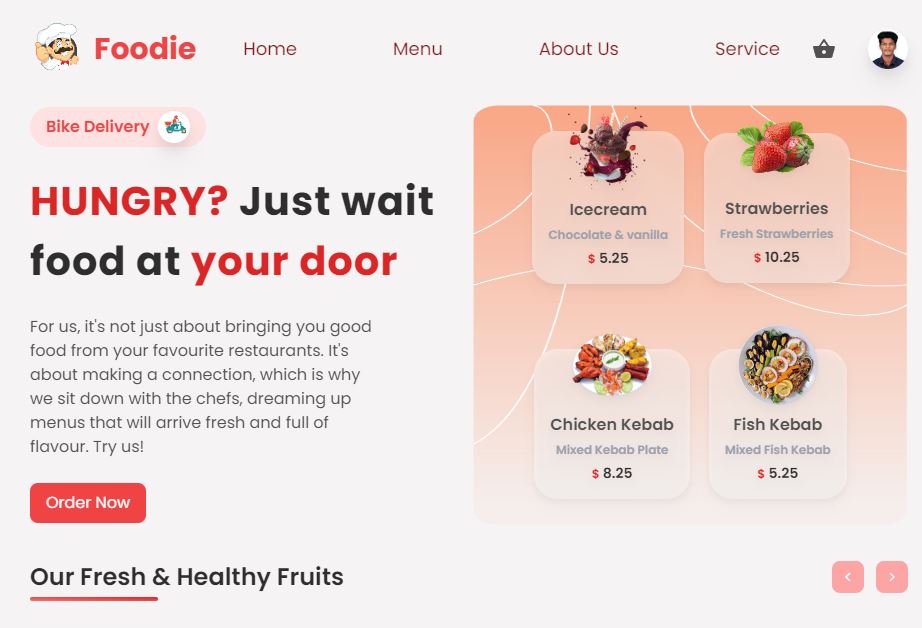 Foodie
Home
Menu
About Us
Service
Bike Delivery
HUNGRY? Just wait
food at your door
For us, it's not just about bringing you good
food from your favourite restaurants. It's
about making a connection, which is why
we sit down with the chefs, dreaming up
menus that will arrive fresh and full of
flavour. Try us!
Order Now
Icecream
Chocolate & vanilla
$ 5.25
Strawberries
Fresh Strawberries
$ 10.25
Chicken Kebab
Mixed Kebab Plate
$ 8.25
Fish Kebab
Mixed Fish Kebab
$ 5.25
Our Fresh & Healthy Fruits